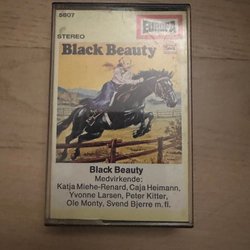 5607
STEREO
EUROPA
Black Beauty
Black Beauty
Medvirkende:
Katja Miehe-Renard, Caja Heimann,
Yvonne Larsen, Peter Kitter,
Ole Monty, Svend Bjerre m. fl.